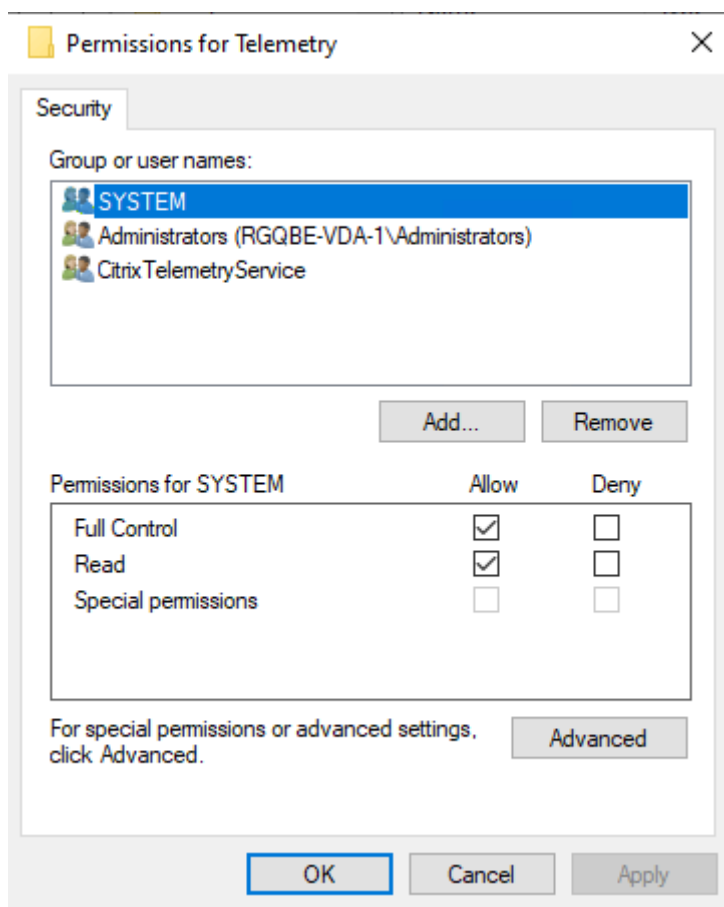 Permissions for Telemetry
Security
Group or user names:
SYSTEM
Administrators (RGQBE-VDA-1\Administrators)
CitrixTelemetryService
Add...
Remove
Permissions for SYSTEM
Allow
Deny
Full Control
Read
Special permissions
For special permissions or advanced settings,
click Advanced.
Advanced
OK
Cancel
Apply